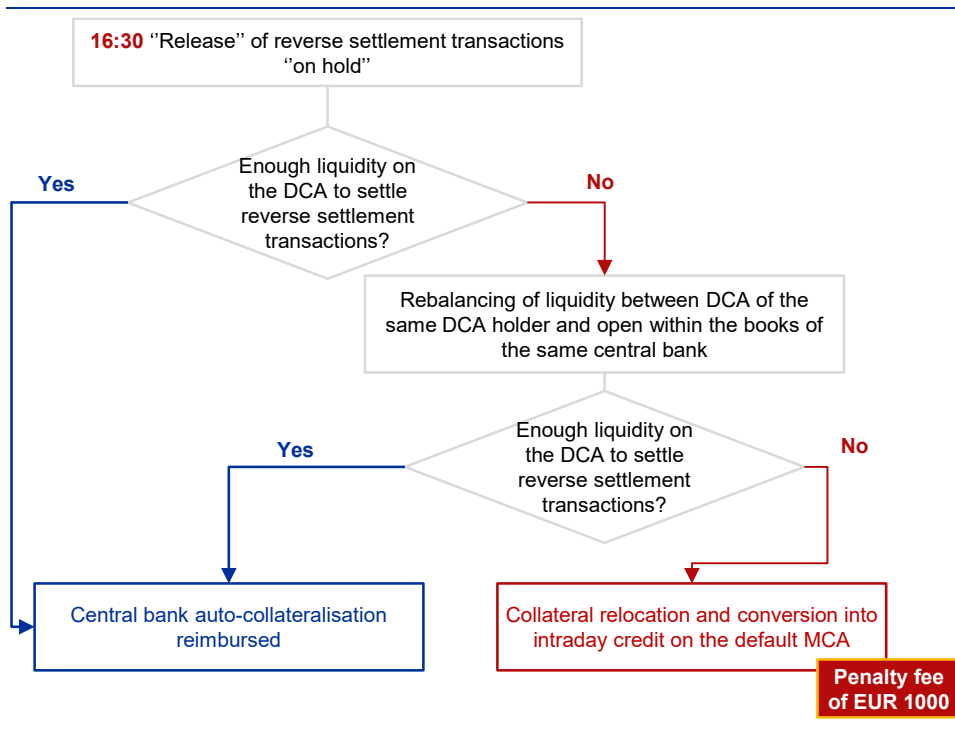 16:30 ‘’Release’’ of reverse settlement transactions
‘’on hold’’
Enough liquidity on
the DCA to settle
reverse settlement
transactions?
Yes
No
Rebalancing of liquidity between DCA of the
same DCA holder and open within the books of
the same central bank
Enough liquidity on
the DCA to settle
reverse settlement
transactions?
Yes
No
Central bank auto-collateralisation
reimbursed
Collateral relocation and conversion into
intraday credit on the default MCA
Penalty fee
of EUR 1000